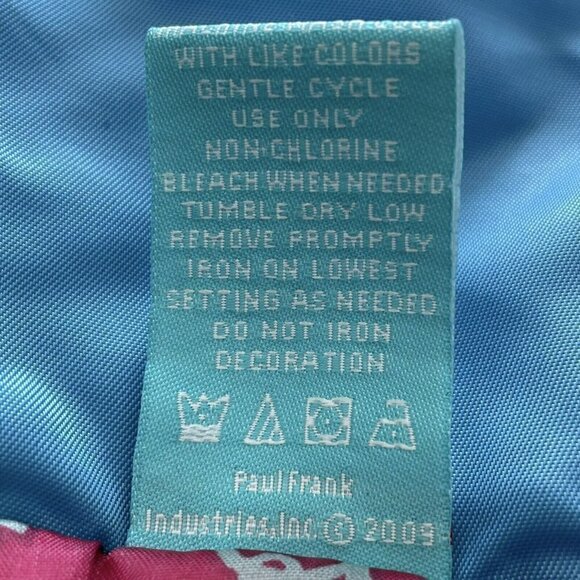 WITH LIKE COLORS
GENTLE CYCLE
USE ONLY
NON-CHLORINE
BLEACH WHEN NEEDED
TUMBLE DRY LOW
REMOVE PROMPTLY
IRON ON LOWEST
SETTING AS NEEDED
DO NOT IRON
DECORATION
Paul Frank
Industries, Inc. © 2009